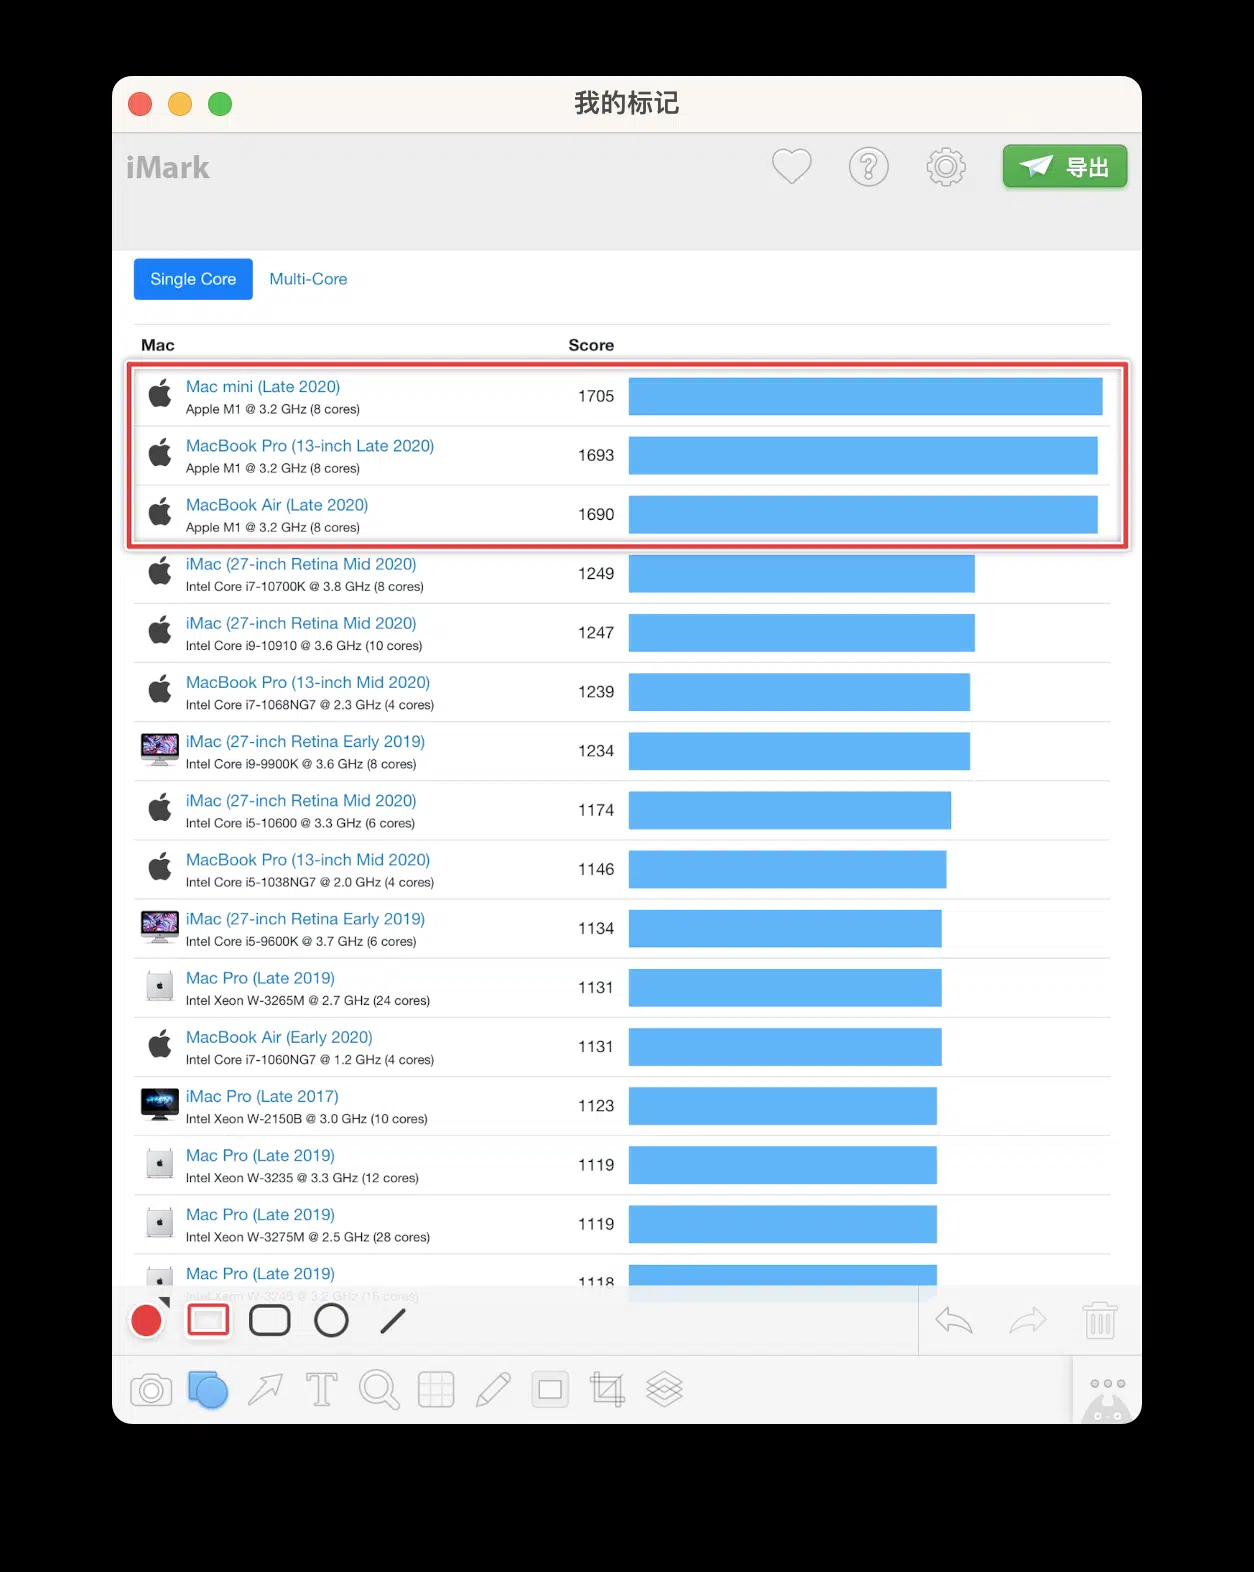 我的标记
iMark
导出
Single Core Multi-Core
Mac Score
Mac mini (Late 2020)
Apple M1 @ 3.2 GHz (8 cores)
1705
MacBook Pro (13-inch Late 2020)
Apple M1 @ 3.2 GHz (8 cores)
1693
MacBook Air (Late 2020)
Apple M1 @ 3.2 GHz (8 cores)
1690
iMac (27-inch Retina Mid 2020)
Intel Core i7-10700K @ 3.8 GHz (8 cores)
1249
iMac (27-inch Retina Mid 2020)
Intel Core i9-10910 @ 3.6 GHz (10 cores)
1247
MacBook Pro (13-inch Mid 2020)
Intel Core i7-1068NG7 @ 2.3 GHz (4 cores)
1239
iMac (27-inch Retina Early 2019)
Intel Core i9-9900K @ 3.6 GHz (8 cores)
1234
iMac (27-inch Retina Mid 2020)
Intel Core i5-10600 @ 3.3 GHz (6 cores)
1174
MacBook Pro (13-inch Mid 2020)
Intel Core i5-1038NG7 @ 2.0 GHz (4 cores)
1146
iMac (27-inch Retina Early 2019)
Intel Core i5-9600K @ 3.7 GHz (6 cores)
1134
Mac Pro (Late 2019)
Intel Xeon W-3265M @ 2.7 GHz (24 cores)
1131
MacBook Air (Early 2020)
Intel Core i7-1060NG7 @ 1.2 GHz (4 cores)
1131
iMac Pro (Late 2017)
Intel Xeon W-2150B @ 3.0 GHz (10 cores)
1123
Mac Pro (Late 2019)
Intel Xeon W-3235 @ 3.3 GHz (12 cores)
1119
Mac Pro (Late 2019)
Intel Xeon W-3275M @ 2.5 GHz (28 cores)
1119
Mac Pro (Late 2019)
Intel Xeon W-3245 @ 3.2 GHz (16 cores)
1118
T